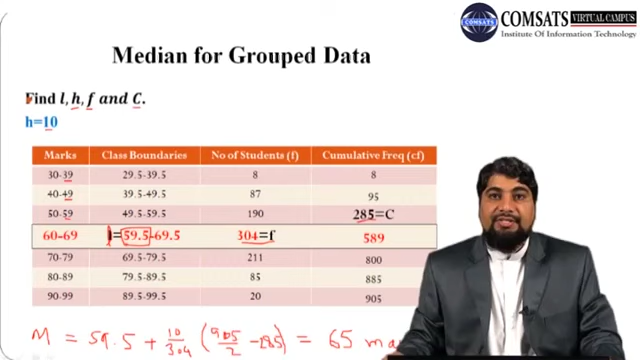 COMSATS VIRTUAL CAMPUS
Institute Of Information Technology
Median for Grouped Data
Find l, h, f and C.
h=10
Marks Class Boundaries No of Students (f) Cumulative Freq (cf)
30-39 29.5-39.5 8 8
40-49 39.5-49.5 87 95
50-59 49.5-59.5 190 285=C
60-69 l=59.5-69.5 304=f 589
70-79 69.5-79.5 211 800
80-89 79.5-89.5 85 885
90-99 89.5-99.5 20 905
M = 59.5 + 10/304 (905/2 - 285) = 65